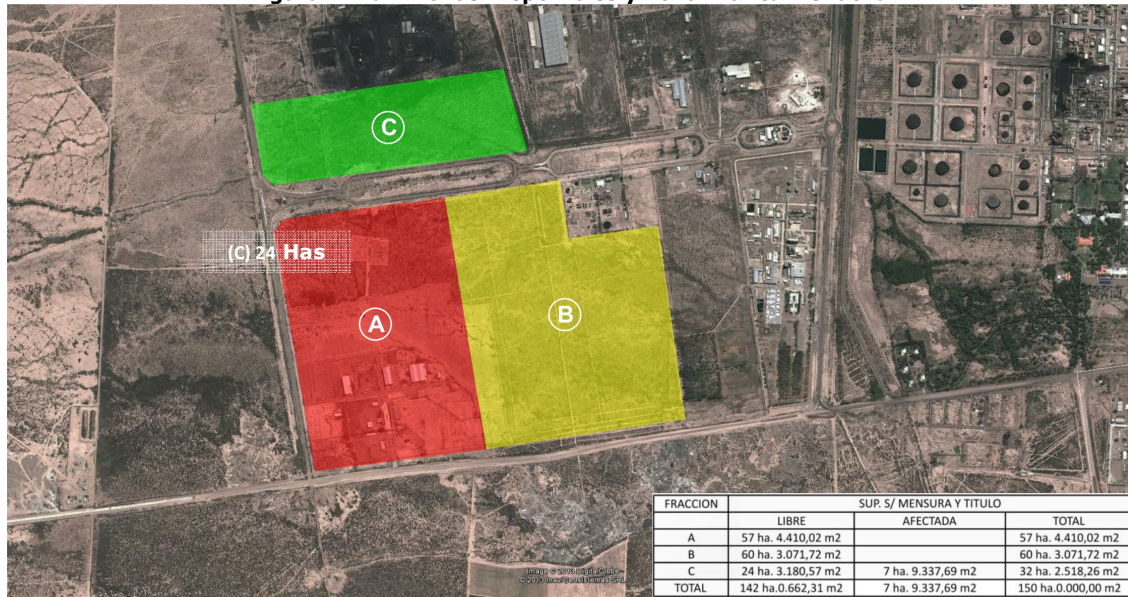 C
(C) 24 Has
A
B
FRACCION SUP. S/ MENSURA Y TITULO
LIBRE AFECTADA TOTAL
A 57 ha. 4.410,02 m2 57 ha. 4.410,02 m2
B 60 ha. 3.071,72 m2 60 ha. 3.071,72 m2
C 24 ha. 3.180,57 m2 7 ha. 9.337,69 m2 32 ha. 2.518,26 m2
TOTAL 142 ha.0.662,31 m2 7 ha. 9.337,69 m2 150 ha.0.000,00 m2
Image © 2013 DigitalGlobe
© 2013 Inav/Geosistemas SRL